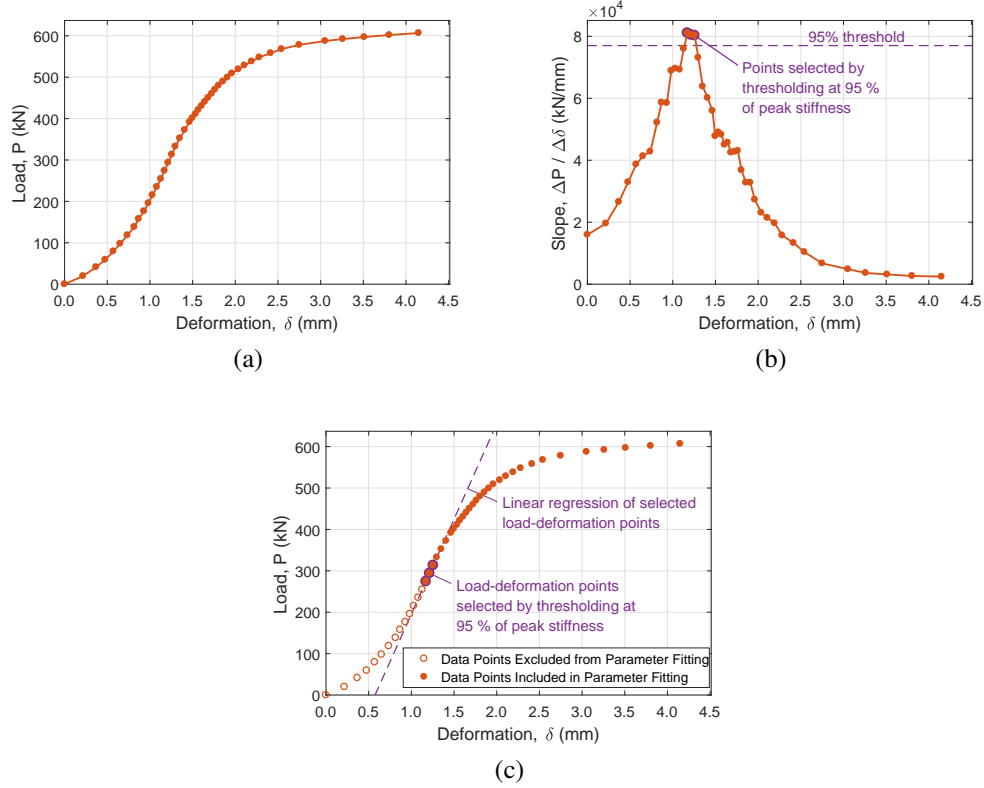 600
500
400
300
200
100
0
Load, P (kN)
0.0 0.5 1.0 1.5 2.0 2.5 3.0 3.5 4.0 4.5
Deformation, δ (mm)
(a)
×10⁴
8
6
4
2
0
Slope, ΔP / Δδ (kN/mm)
95% threshold
Points selected by
thresholding at 95 %
of peak stiffness
0.0 0.5 1.0 1.5 2.0 2.5 3.0 3.5 4.0 4.5
Deformation, δ (mm)
(b)
600
500
400
300
200
100
0
Load, P (kN)
Linear regression of selected
load-deformation points
Load-deformation points
selected by thresholding at
95 % of peak stiffness
Data Points Excluded from Parameter Fitting
Data Points Included in Parameter Fitting
0.0 0.5 1.0 1.5 2.0 2.5 3.0 3.5 4.0 4.5
Deformation, δ (mm)
(c)